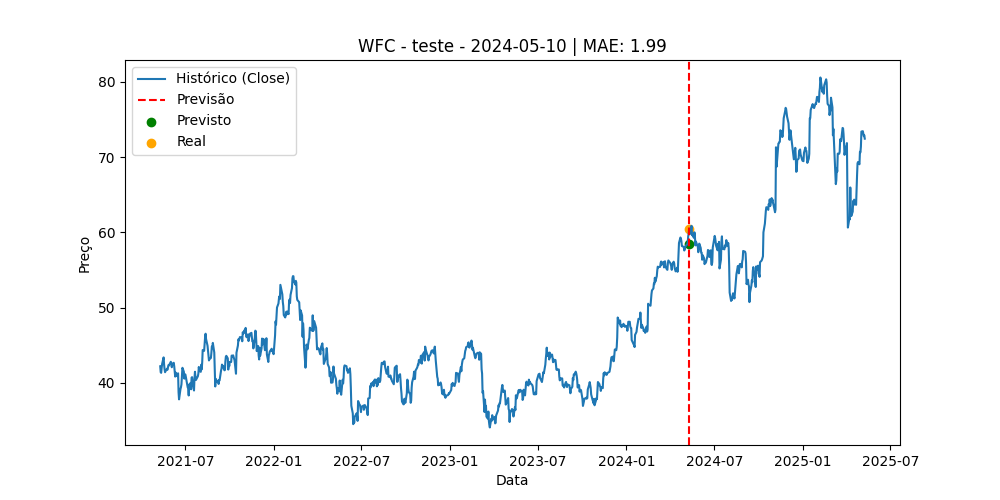 WFC - teste - 2024-05-10 | MAE: 1.99
Histórico (Close)
Previsão
Previsto
Real
Preço
80
70
60
50
40
2021-07 2022-01 2022-07 2023-01 2023-07 2024-01 2024-07 2025-01 2025-07
Data